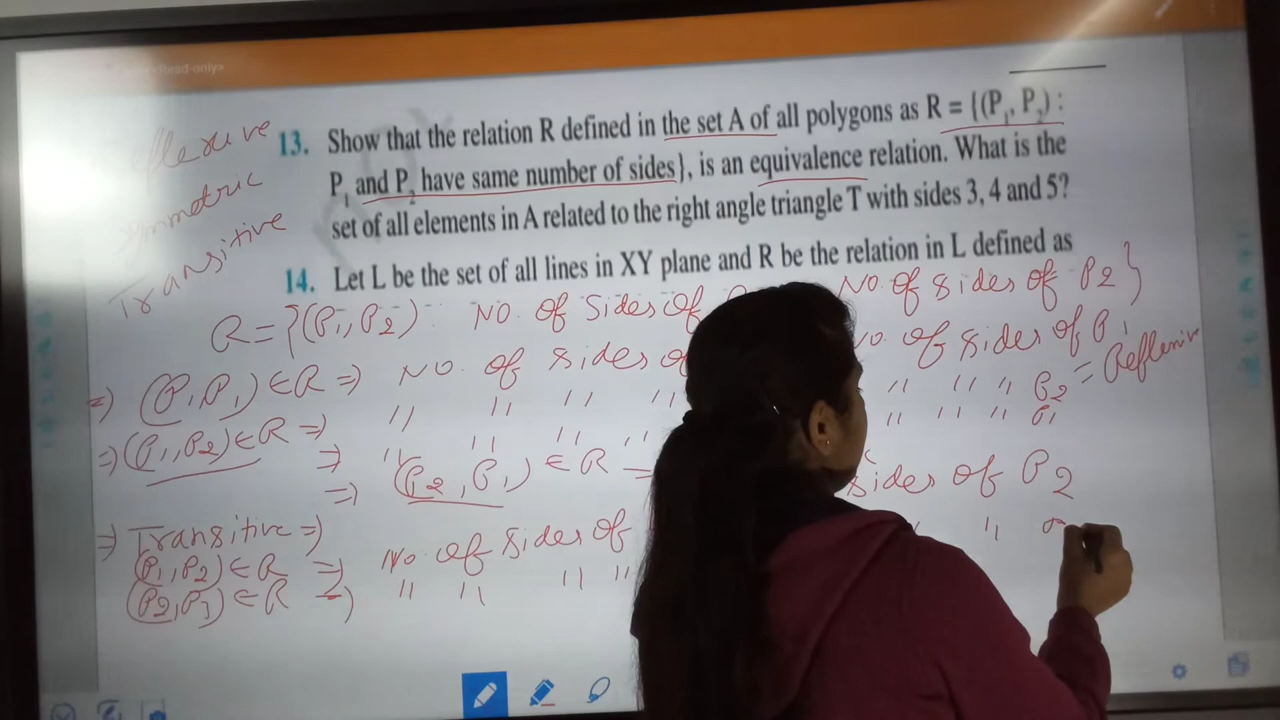 <Read-only>
13. Show that the relation R defined in the set A of all polygons as R = {(P1, P2) :
P1 and P2 have same number of sides}, is an equivalence relation. What is the
set of all elements in A related to the right angle triangle T with sides 3, 4 and 5?
14. Let L be the set of all lines in XY plane and R be the relation in L defined as
Transitive
R = {(P1, P2) : NO. Of Sides Of NO. Of Sides Of P2}
=> (P1, P1) ∈ R => NO. Of Sides Of NO. Of Sides Of P1
= Reflexive
=> (P1, P2) ∈ R => " " " " " " " P2
=> " " " " " " " P1
=> (P2, P1) ∈ R = Sides Of P2
=> Transitive =>
(P1, P2) ∈ R => NO. Of Sides Of
(P2, P3) ∈ R => " " " " "